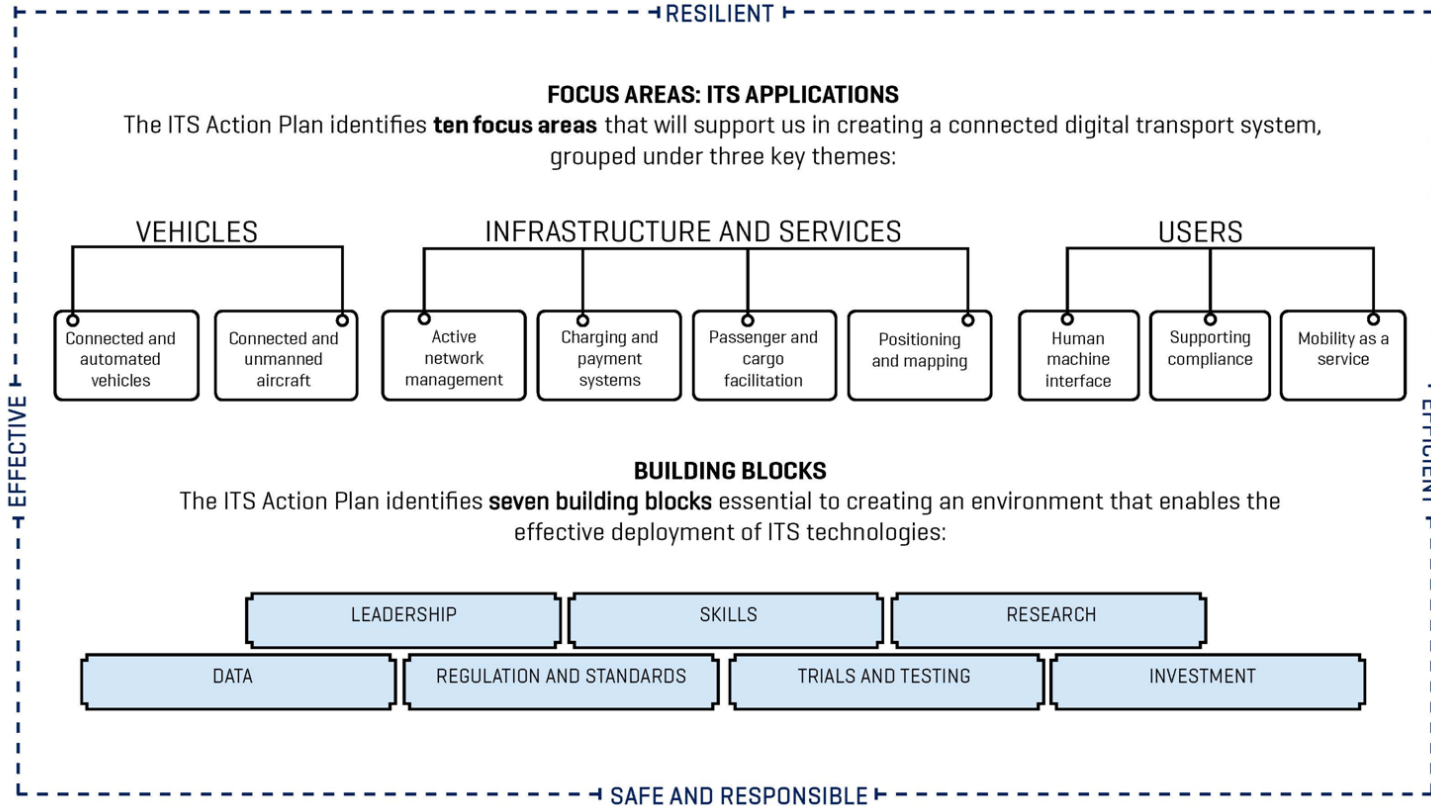 RESILIENT
FOCUS AREAS: ITS APPLICATIONS
The ITS Action Plan identifies ten focus areas that will support us in creating a connected digital transport system,
grouped under three key themes:
VEHICLES
Connected and
automated
vehicles
Connected and
unmanned
aircraft
INFRASTRUCTURE AND SERVICES
Active
network
management
Charging and
payment
systems
Passenger and
cargo
facilitation
Positioning
and mapping
USERS
Human
machine
interface
Supporting
compliance
Mobility as a
service
EFFECTIVE
EFFICIENT
BUILDING BLOCKS
The ITS Action Plan identifies seven building blocks essential to creating an environment that enables the
effective deployment of ITS technologies:
LEADERSHIP
SKILLS
RESEARCH
DATA
REGULATION AND STANDARDS
TRIALS AND TESTING
INVESTMENT
SAFE AND RESPONSIBLE